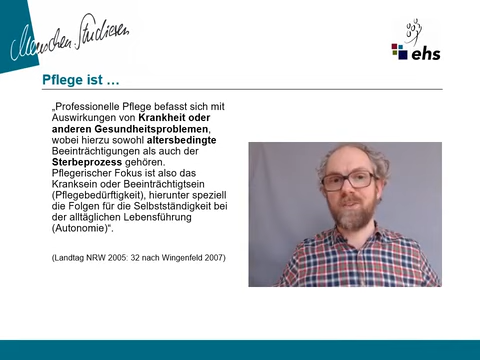 Menschen. Studieren
ehs
Pflege ist …
„Professionelle Pflege befasst sich mit
Auswirkungen von Krankheit oder
anderen Gesundheitsproblemen,
wobei hierzu sowohl altersbedingte
Beeinträchtigungen als auch der
Sterbeprozess gehören.
Pflegerischer Fokus ist also das
Kranksein oder Beeinträchtigtsein
(Pflegebedürftigkeit), hierunter speziell
die Folgen für die Selbstständigkeit bei
der alltäglichen Lebensführung
(Autonomie)“.
(Landtag NRW 2005: 32 nach Wingenfeld 2007)